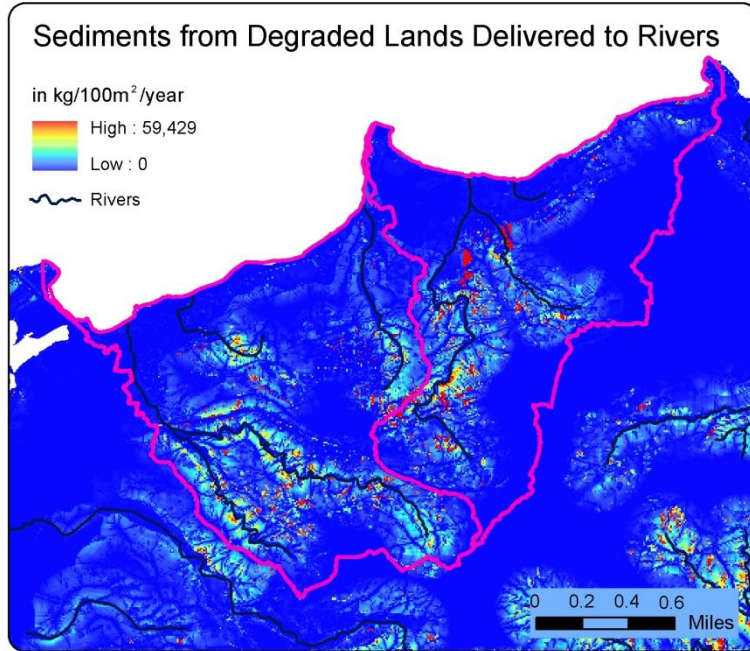 Sediments from Degraded Lands Delivered to Rivers
in kg/100m²/year
High : 59,429
Low : 0
Rivers
0 0.2 0.4 0.6
Miles